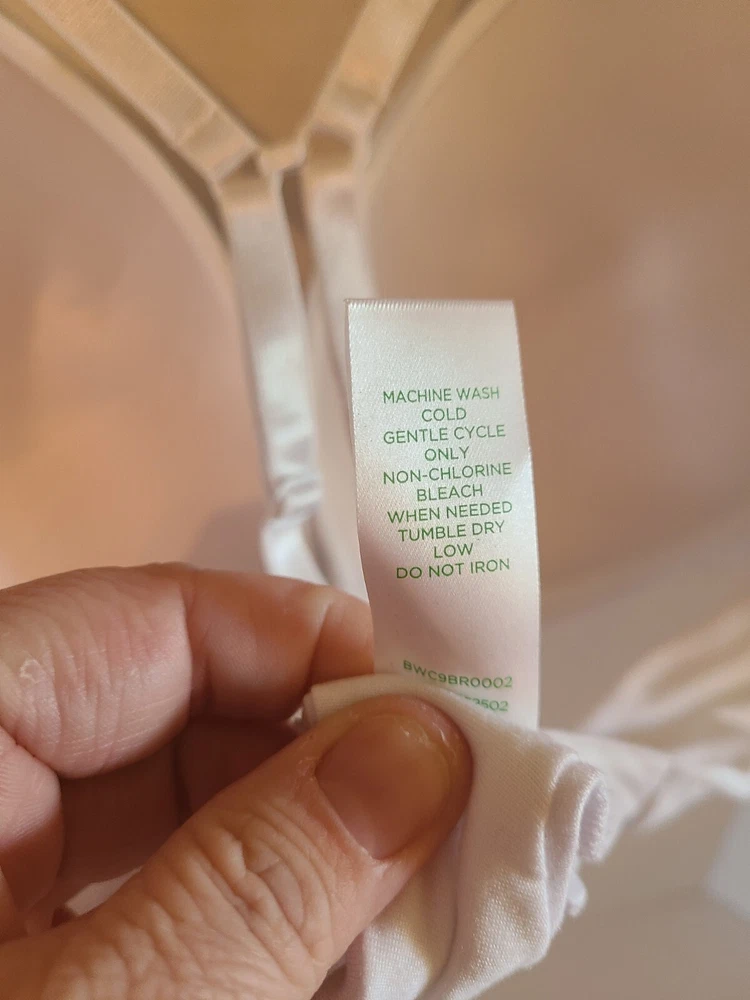 MACHINE WASH
COLD
GENTLE CYCLE
ONLY
NON-CHLORINE
BLEACH
WHEN NEEDED
TUMBLE DRY
LOW
DO NOT IRON
BWC9BR0002